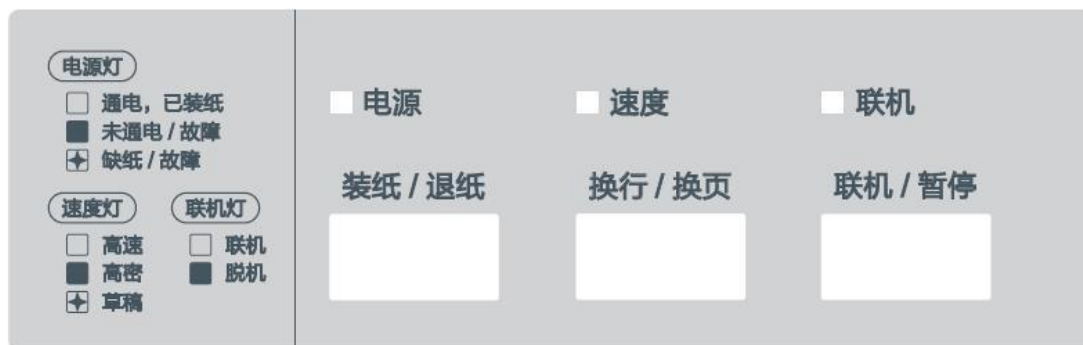 电源灯
通电，已装纸
未通电 / 故障
缺纸 / 故障
速度灯
高速
高密
草稿
联机灯
联机
脱机
电源
速度
联机
装纸 / 退纸
换行 / 换页
联机 / 暂停